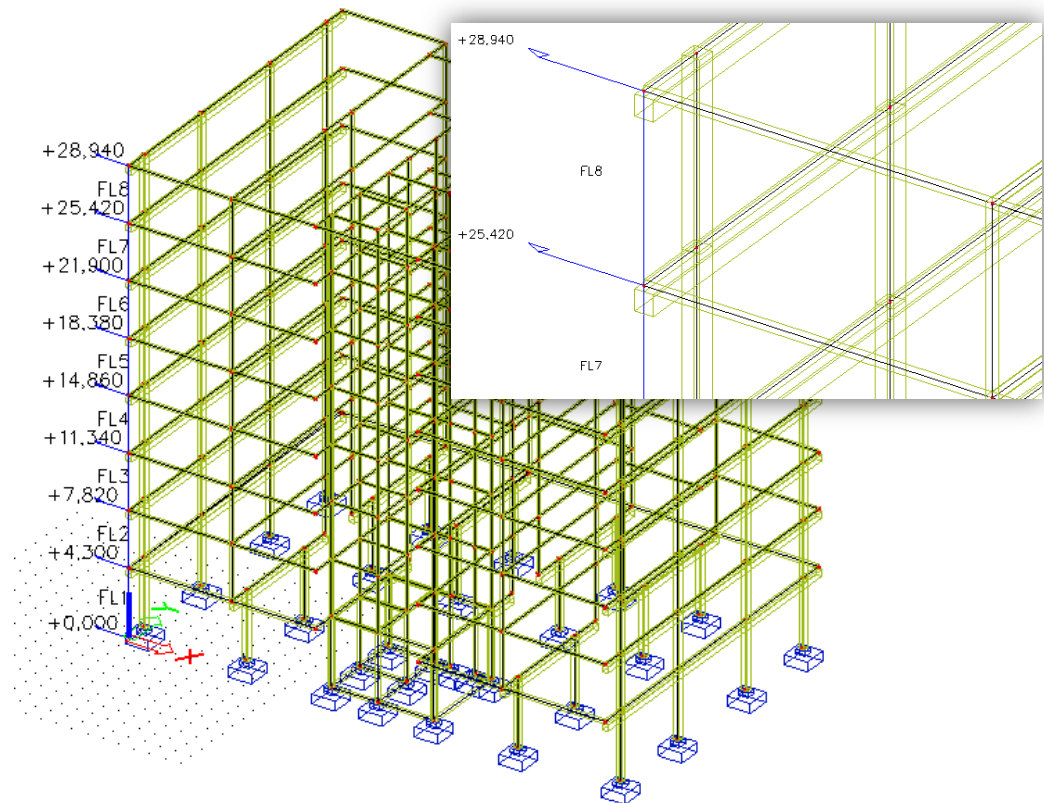 +28,940
FL8
+25,420
FL7
+21,900
FL6
+18,380
FL5
+14,860
FL4
+11,340
FL3
+7,820
FL2
+4,300
FL1
+0,000
Y
X
+28,940
FL8
+25,420
FL7